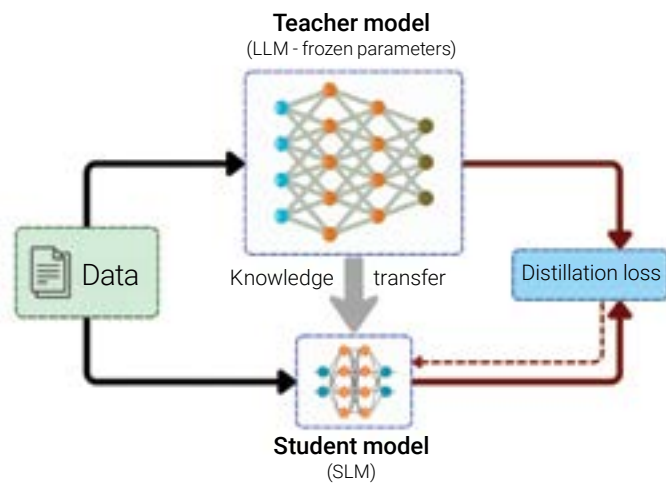 Teacher model
(LLM - frozen parameters)
Data
Knowledge transfer
Distillation loss
Student model
(SLM)